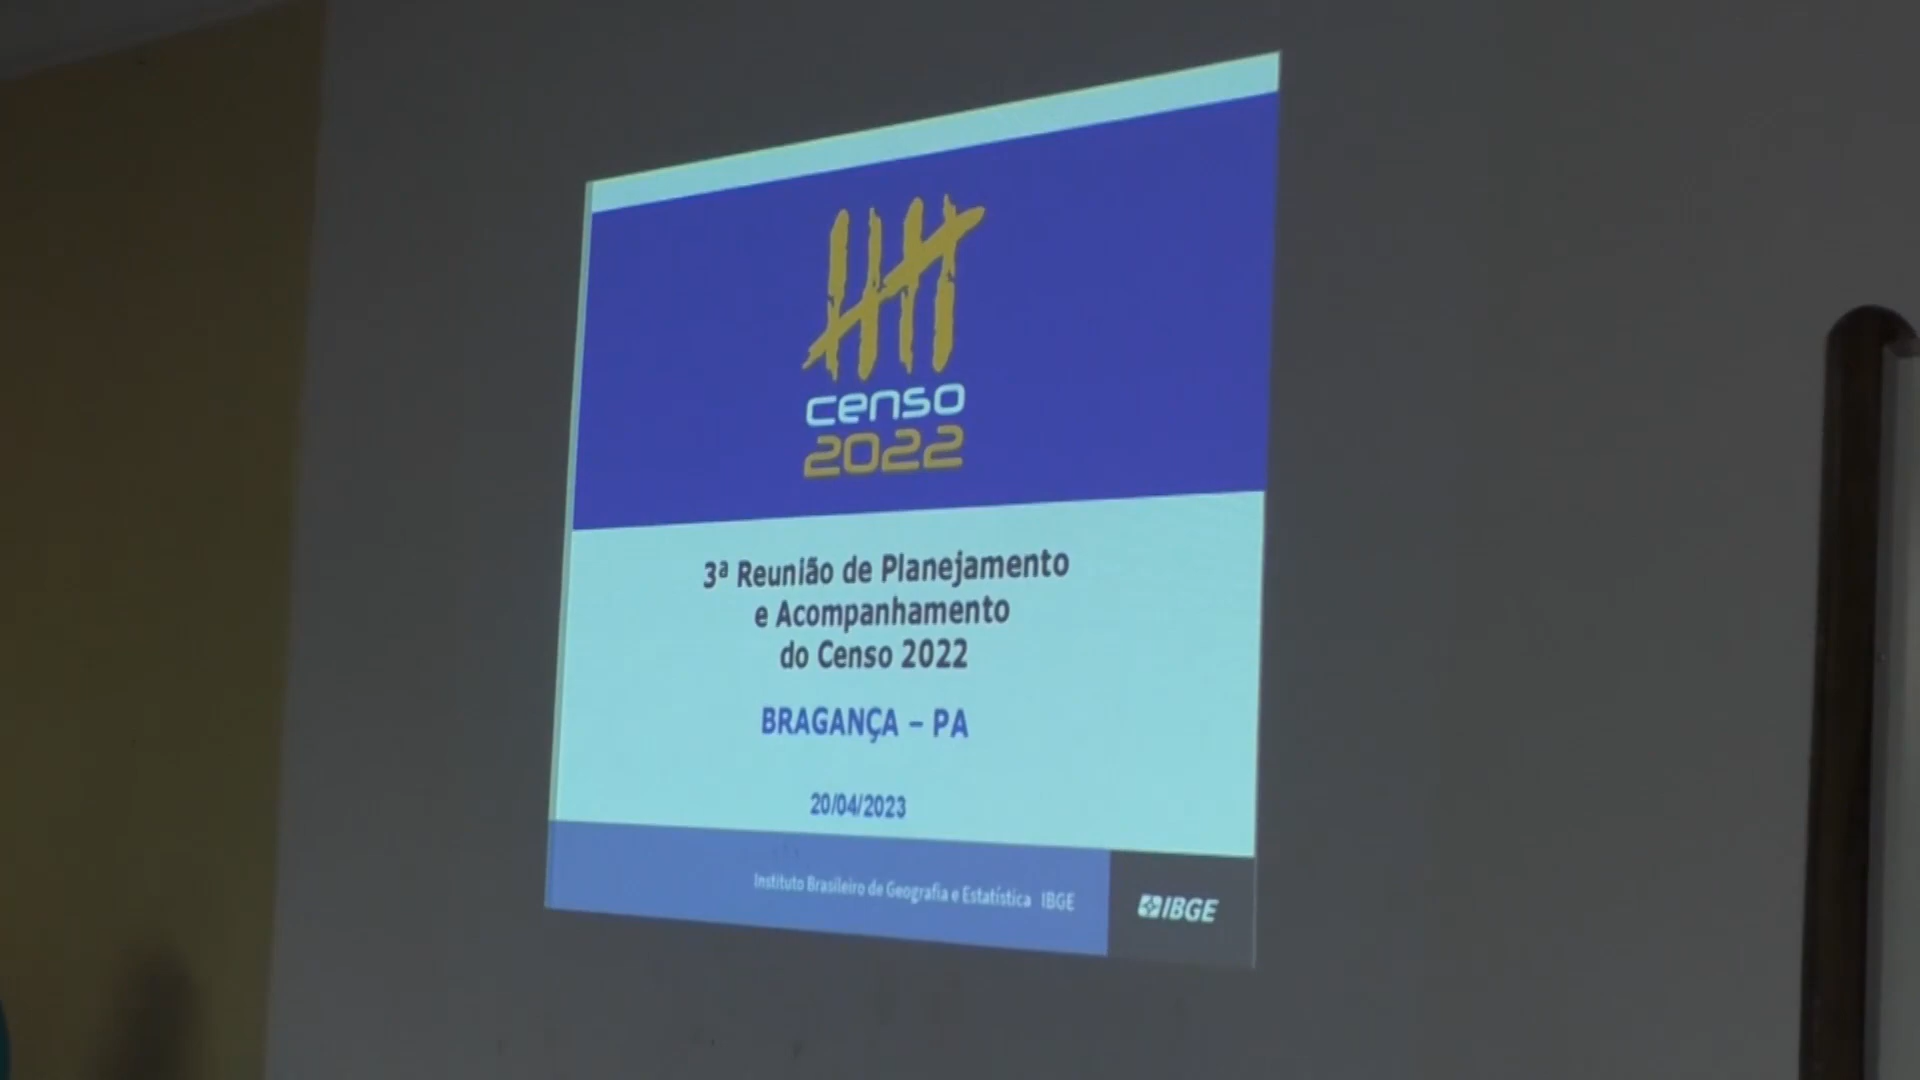 censo
2022
3ª Reunião de Planejamento
e Acompanhamento
do Censo 2022
BRAGANÇA – PA
20/04/2023
Instituto Brasileiro de Geografia e Estatística IBGE
IBGE